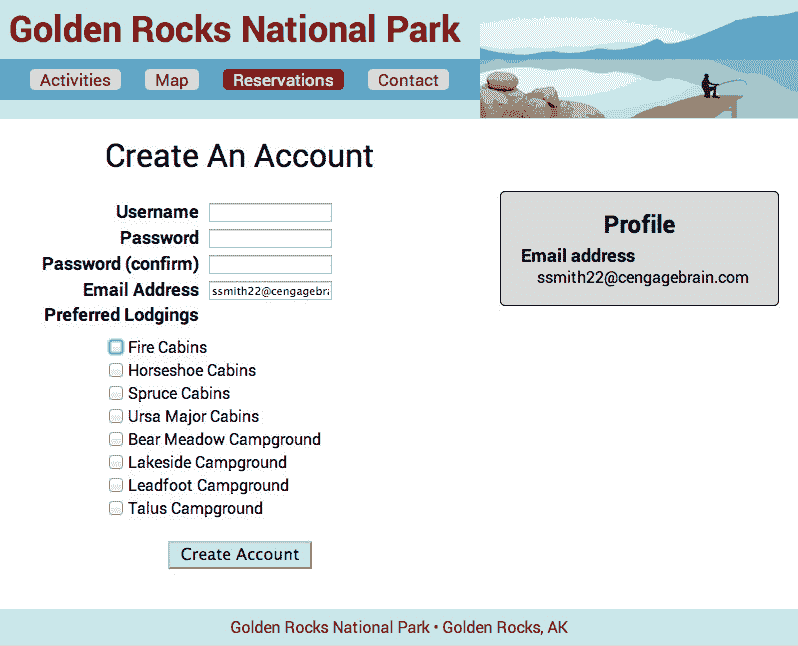 Golden Rocks National Park
Activities Map Reservations Contact
Create An Account
Username
Password
Password (confirm)
Email Address ssmith22@cengagebra
Preferred Lodgings
Fire Cabins
Horseshoe Cabins
Spruce Cabins
Ursa Major Cabins
Bear Meadow Campground
Lakeside Campground
Leadfoot Campground
Talus Campground
Create Account
Profile
Email address
ssmith22@cengagebrain.com
Golden Rocks National Park • Golden Rocks, AK